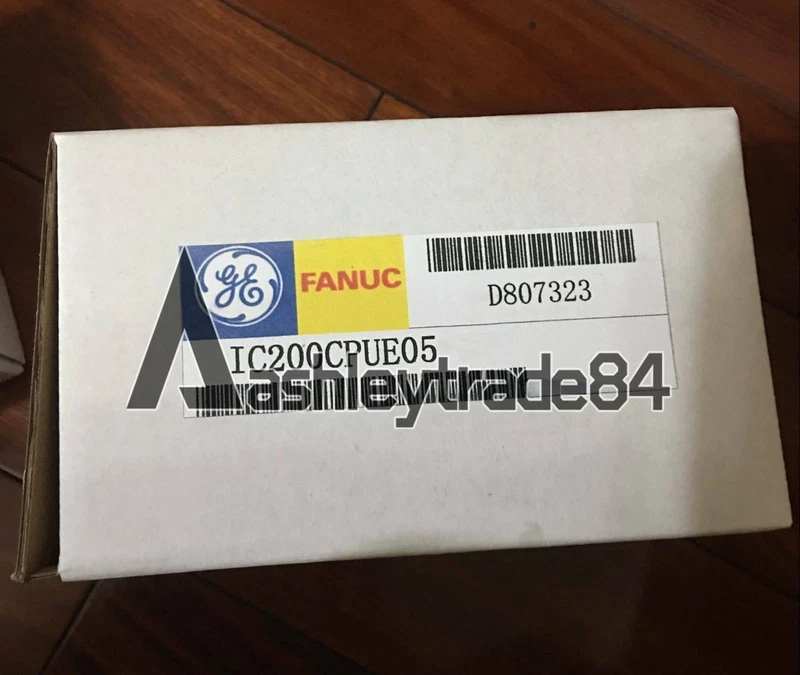 GE
FANUC
D807323
IC200CPUE05
ashleytrade84